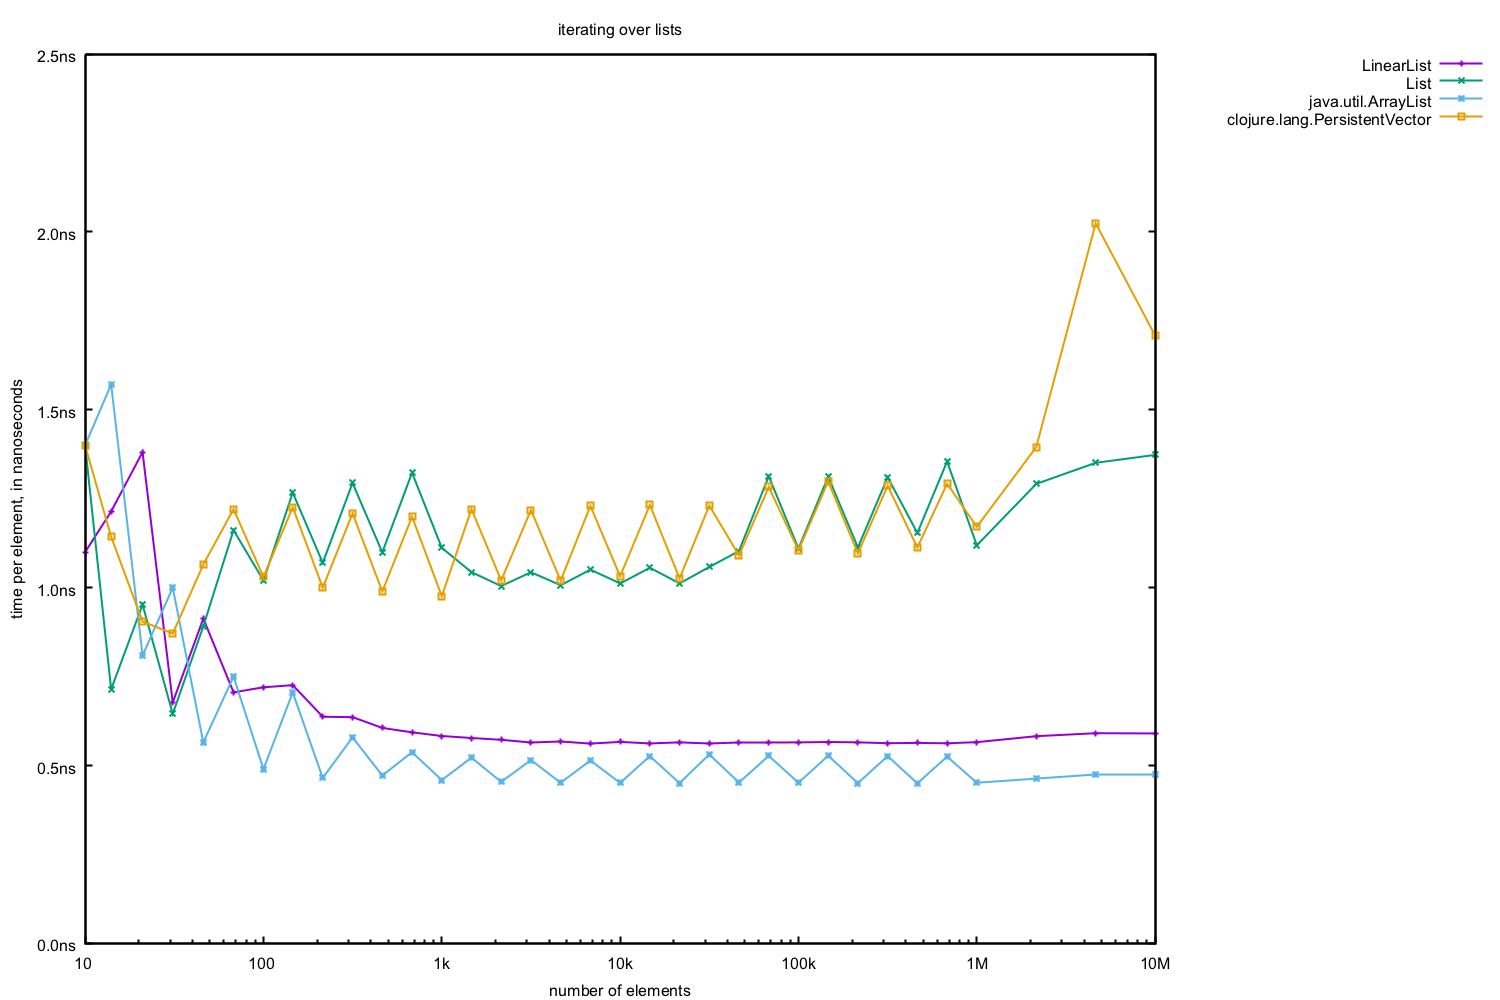 iterating over lists
2.5ns
2.0ns
1.5ns
1.0ns
0.5ns
0.0ns
time per element, in nanoseconds
10 100 1k 10k 100k 1M 10M
number of elements
LinearList
List
java.util.ArrayList
clojure.lang.PersistentVector